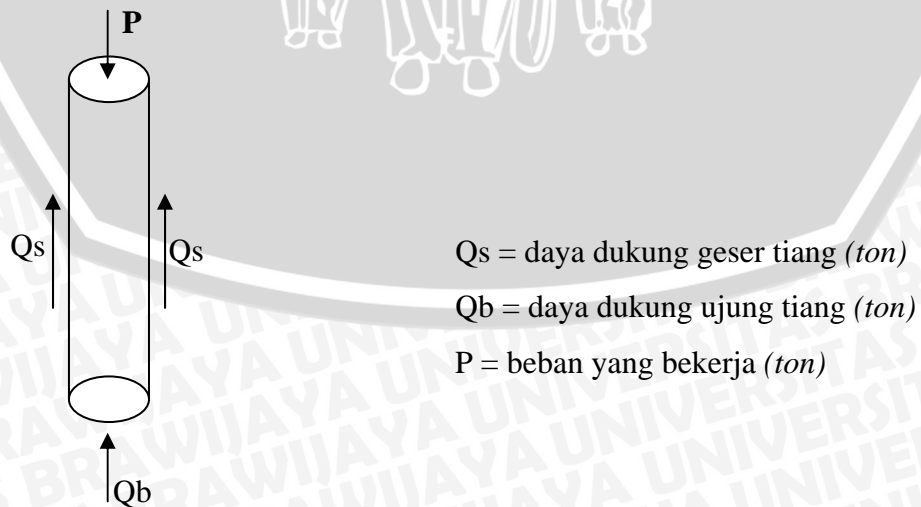 P
Qs
Qs
Qs = daya dukung geser tiang (ton)
Qb = daya dukung ujung tiang (ton)
P = beban yang bekerja (ton)
Qb